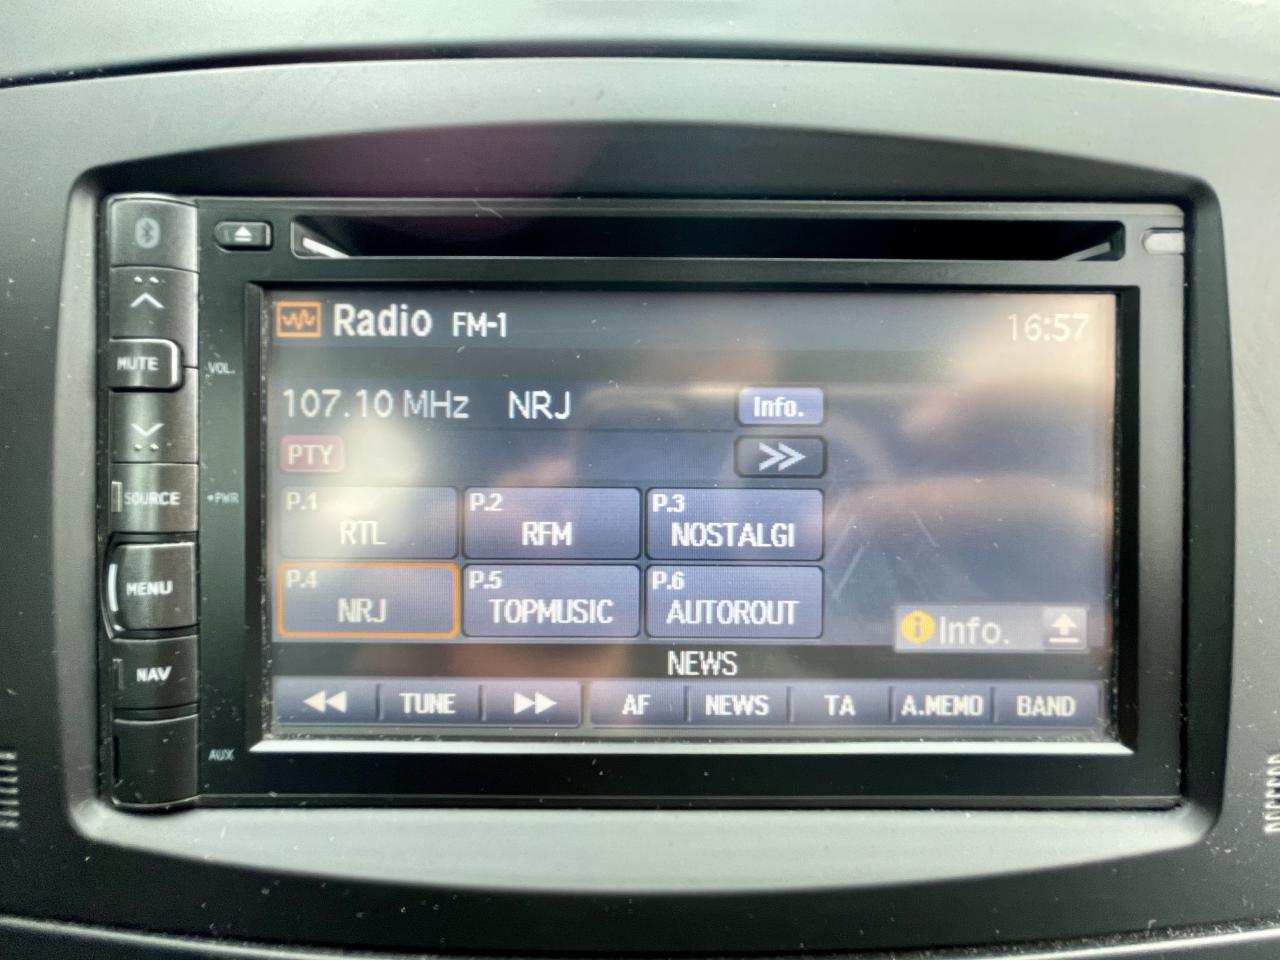 Radio FM-1 16:57
107.10 MHz NRJ Info.
PTY
P.1 P.2 P.3
RTL RFM NOSTALGI
P.4 P.5 P.6
NRJ TOPMUSIC AUTOROUT
Info.
NEWS
TUNE AF NEWS TA A.MEMO BAND
MUTE VOL.
SOURCE •PWR
MENU
NAV
AUX